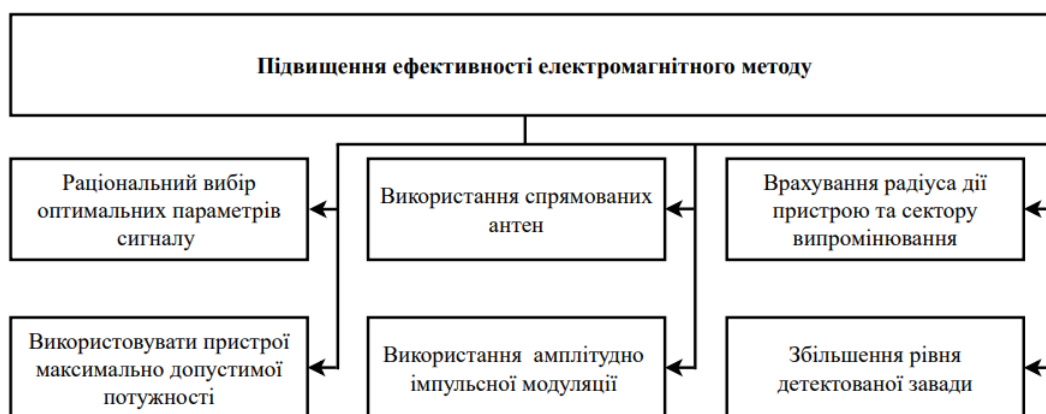 Підвищення ефективності електромагнітного методу
Раціональний вибір
оптимальних параметрів
сигналу
Використання спрямованих
антен
Врахування радіуса дії
пристрою та сектору
випромінювання
Використовувати пристрої
максимально допустимої
потужності
Використання амплітудно
імпульсної модуляції
Збільшення рівня
детектованої завади